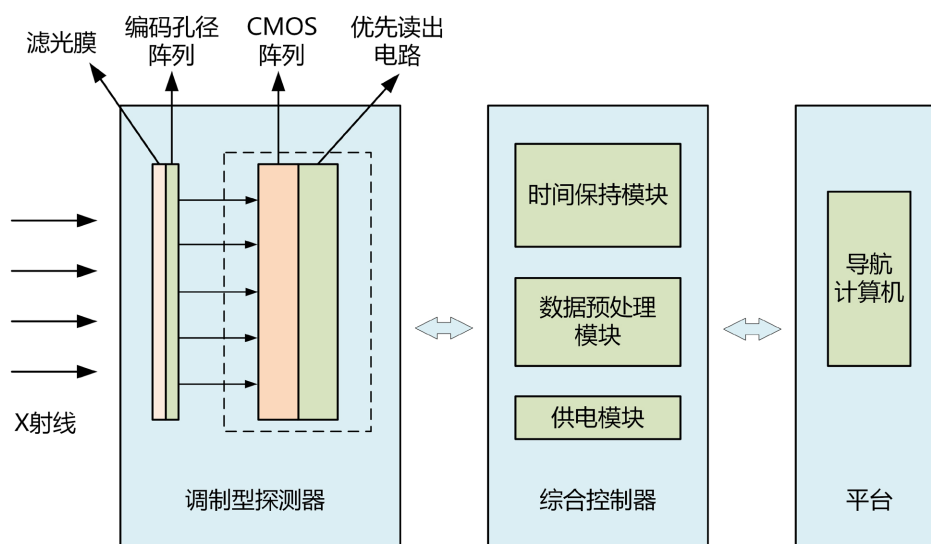 滤光膜
编码孔径
阵列
CMOS
阵列
优先读出
电路
时间保持模块
数据预处理
模块
供电模块
导航
计算机
X射线
调制型探测器
综合控制器
平台